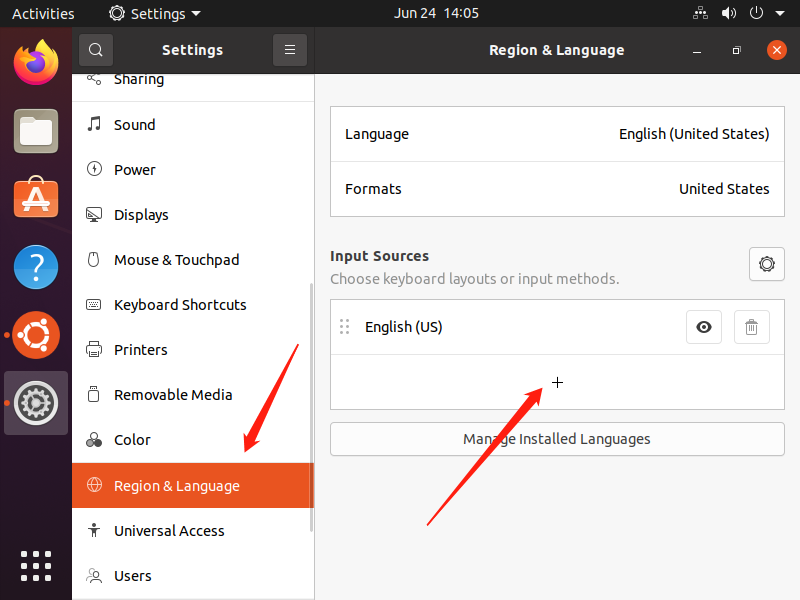 Activities Settings Jun 24 14:05
Settings
Region & Language
Sharing
Sound
Power
Displays
Mouse & Touchpad
Keyboard Shortcuts
Printers
Removable Media
Color
Region & Language
Universal Access
Users
Language English (United States)
Formats United States
Input Sources
Choose keyboard layouts or input methods.
English (US)
Manage Installed Languages